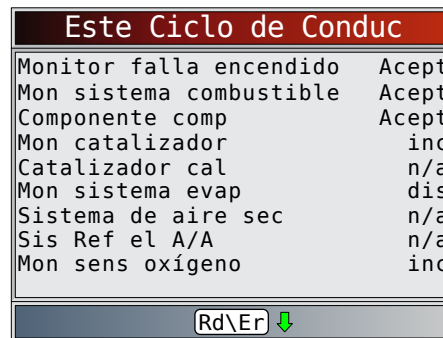 Este Ciclo de Conduc
Monitor falla encendido Acept
Mon sistema combustible Acept
Componente comp Acept
Mon catalizador inc
Catalizador cal n/a
Mon sistema evap dis
Sistema de aire sec n/a
Sis Ref el A/A n/a
Mon sens oxígeno inc
Rd\Er